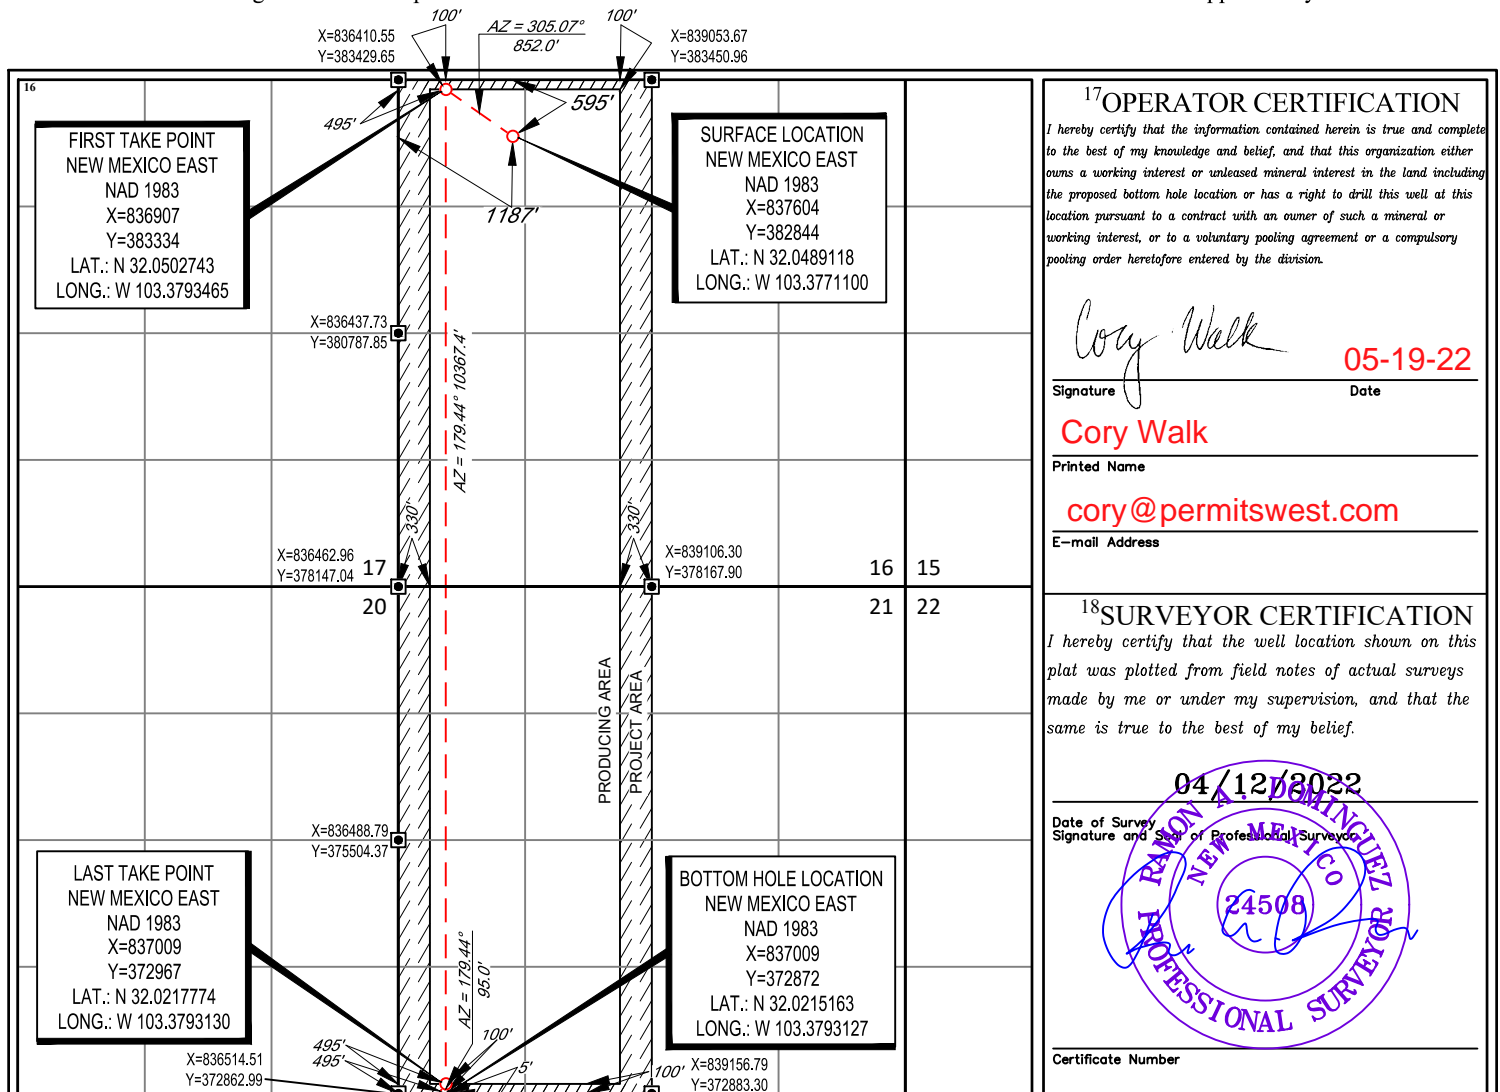 100'
AZ = 305.07°
852.0'
100'
X=836410.55
Y=383429.65
X=839053.67
Y=383450.96
16
495'
595'
1187'
FIRST TAKE POINT
NEW MEXICO EAST
NAD 1983
X=836907
Y=383334
LAT.: N 32.0502743
LONG.: W 103.3793465
SURFACE LOCATION
NEW MEXICO EAST
NAD 1983
X=837604
Y=382844
LAT.: N 32.0489118
LONG.: W 103.3771100
X=836437.73
Y=380787.85
AZ = 179.44° 10367.4'
330'
330'
X=836462.96
Y=378147.04
X=839106.30
Y=378167.90
17
16
15
20
21
22
PRODUCING AREA
PROJECT AREA
X=836488.79
Y=375504.37
LAST TAKE POINT
NEW MEXICO EAST
NAD 1983
X=837009
Y=372967
LAT.: N 32.0217774
LONG.: W 103.3793130
BOTTOM HOLE LOCATION
NEW MEXICO EAST
NAD 1983
X=837009
Y=372872
LAT.: N 32.0215163
LONG.: W 103.3793127
AZ = 179.44°
95.0'
100'
495'
495'
5'
100'
X=836514.51
Y=372862.99
X=839156.79
Y=372883.30
17OPERATOR CERTIFICATION
I hereby certify that the information contained herein is true and complete
to the best of my knowledge and belief, and that this organization either
owns a working interest or unleased mineral interest in the land including
the proposed bottom hole location or has a right to drill this well at this
location pursuant to a contract with an owner of such a mineral or
working interest, or to a voluntary pooling agreement or a compulsory
pooling order heretofore entered by the division.
Cory Walk
05-19-22
Signature
Date
Cory Walk
Printed Name
cory@permitswest.com
E-mail Address
18SURVEYOR CERTIFICATION
I hereby certify that the well location shown on this
plat was plotted from field notes of actual surveys
made by me or under my supervision, and that the
same is true to the best of my belief.
04/12/2022
Date of Survey
Signature and Seal of Professional Surveyor
RAMON A. DOMINGUEZ
NEW MEXICO
24508
PROFESSIONAL SURVEYOR
Certificate Number